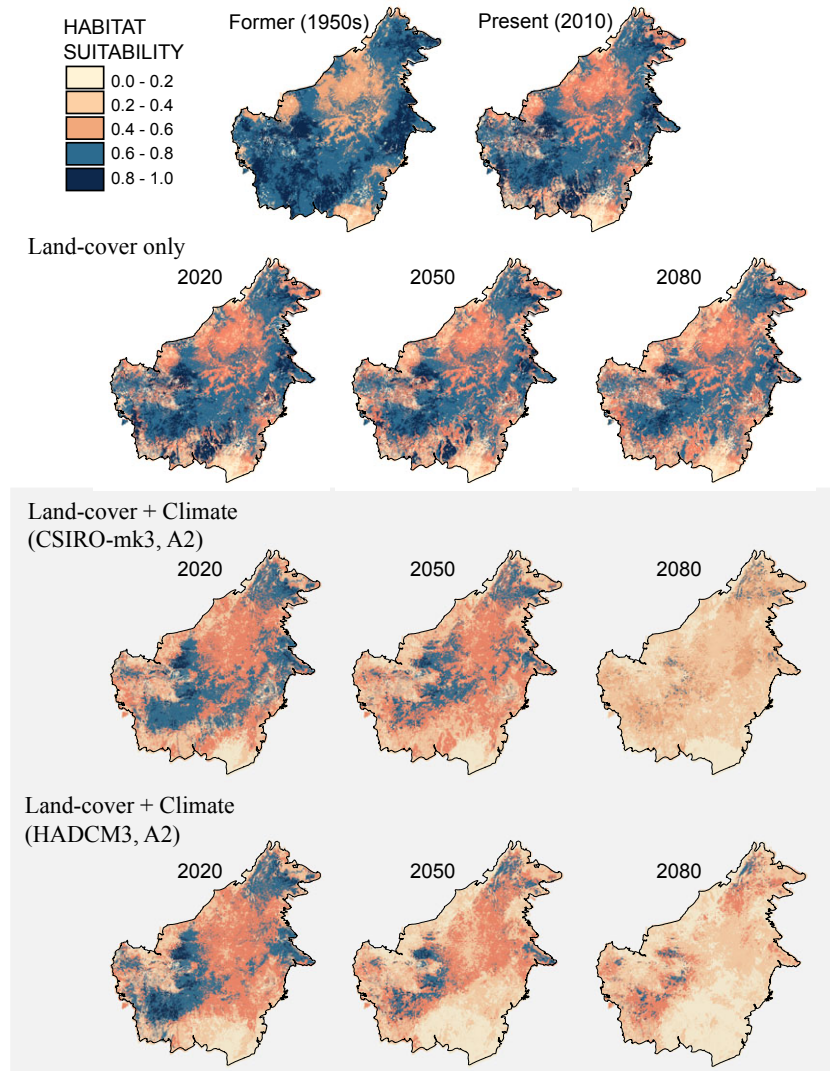 HABITAT
SUITABILITY
0.0 - 0.2
0.2 - 0.4
0.4 - 0.6
0.6 - 0.8
0.8 - 1.0
Former (1950s)
Present (2010)
Land-cover only
2020
2050
2080
Land-cover + Climate
(CSIRO-mk3, A2)
2020
2050
2080
Land-cover + Climate
(HADCM3, A2)
2020
2050
2080